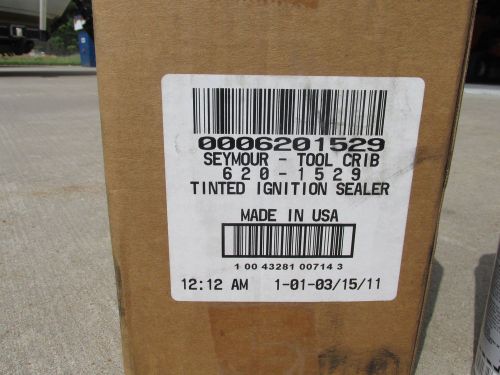 0006201529
SEYMOUR - TOOL CRIB
620-1529
TINTED IGNITION SEALER
MADE IN USA
1 00 43281 00714 3
12:12 AM 1-01-03/15/11